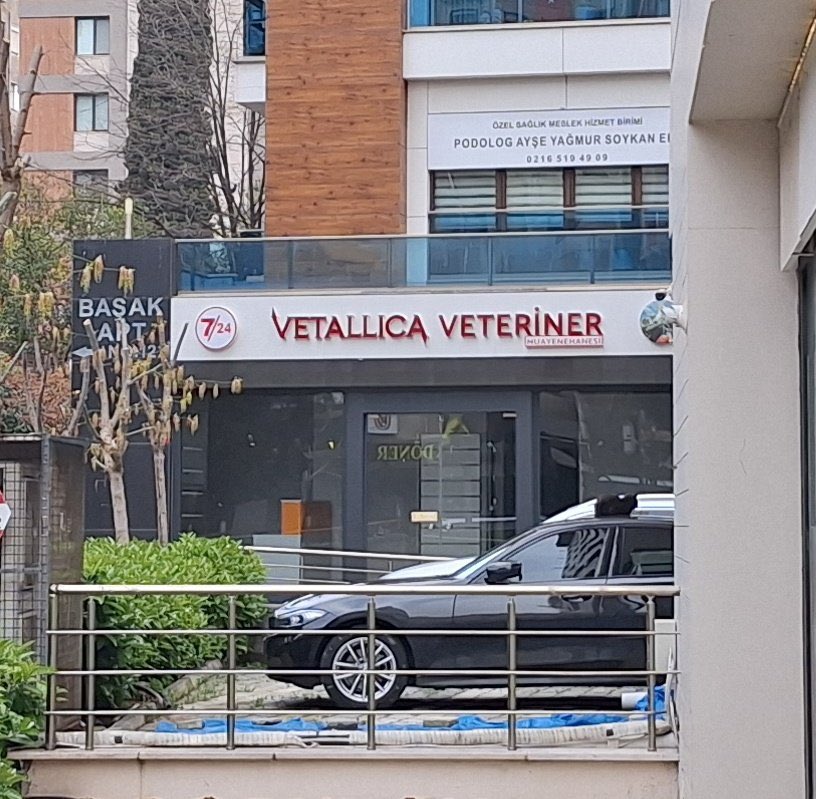 ÖZEL SAĞLIK MESLEK HİZMET BİRİMİ
PODOLOG AYŞE YAĞMUR SOYKAN
0216 519 49 09
BAŞAK
APT
7/24
VETALLICA VETERİNER
MUAYENEHANESİ
DÖNER